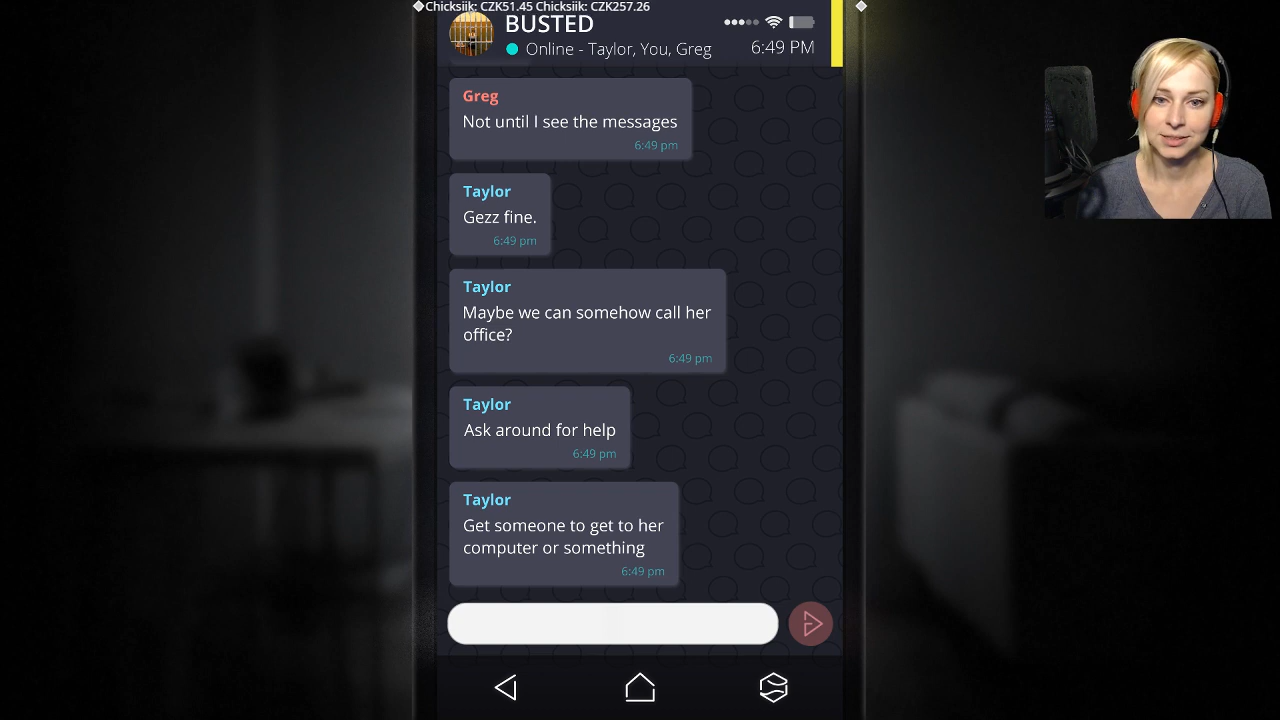 Chicksiik: CZK51.45 Chicksiik: CZK257.26
BUSTED
Online - Taylor, You, Greg
6:49 PM
Greg
Not until I see the messages
6:49 pm
Taylor
Gezz fine.
6:49 pm
Taylor
Maybe we can somehow call her
office?
6:49 pm
Taylor
Ask around for help
6:49 pm
Taylor
Get someone to get to her
computer or something
6:49 pm